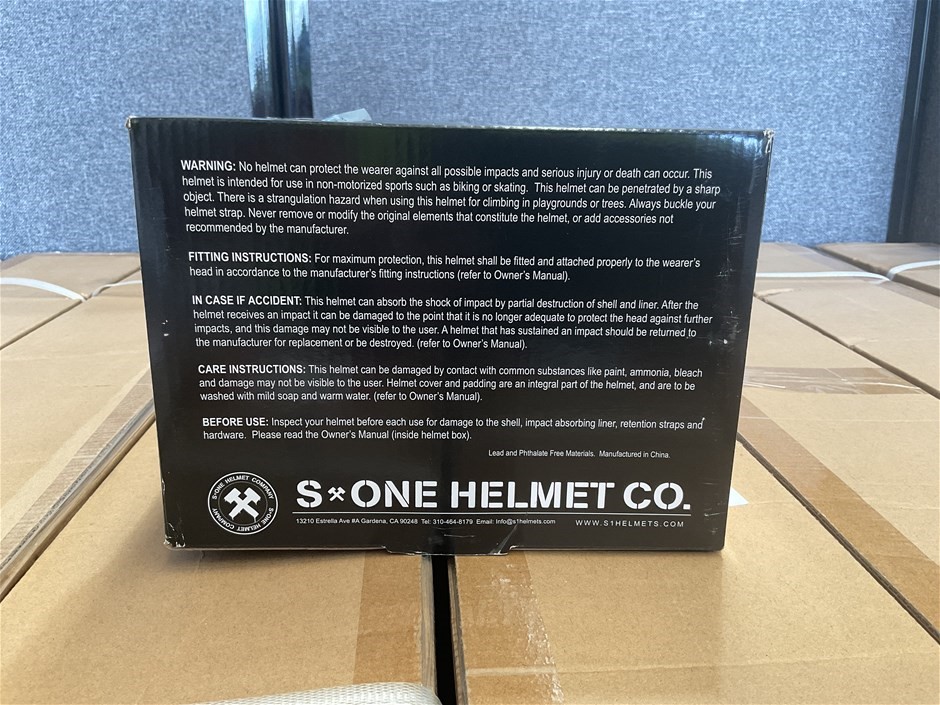 WARNING: No helmet can protect the wearer against all possible impacts and serious injury or death can occur. This
helmet is intended for use in non-motorized sports such as biking or skating. This helmet can be penetrated by a sharp
object. There is a strangulation hazard when using this helmet for climbing in playgrounds or trees. Always buckle your
helmet strap. Never remove or modify the original elements that constitute the helmet, or add accessories not
recommended by the manufacturer.
FITTING INSTRUCTIONS: For maximum protection, this helmet shall be fitted and attached properly to the wearer's
head in accordance to the manufacturer's fitting instructions (refer to Owner's Manual).
IN CASE IF ACCIDENT: This helmet can absorb the shock of impact by partial destruction of shell and liner. After the
helmet receives an impact it can be damaged to the point that it is no longer adequate to protect the head against further
impacts, and this damage may not be visible to the user. A helmet that has sustained an impact should be returned to
the manufacturer for replacement or be destroyed. (refer to Owner's Manual).
CARE INSTRUCTIONS: This helmet can be damaged by contact with common substances like paint, ammonia, bleach
and damage may not be visible to the user. Helmet cover and padding are an integral part of the helmet, and are to be
washed with mild soap and warm water. (refer to Owner's Manual).
BEFORE USE: Inspect your helmet before each use for damage to the shell, impact absorbing liner, retention straps and
hardware. Please read the Owner's Manual (inside helmet box).
Lead and Phthalate Free Materials. Manufactured in China.
S-ONE HELMET COMPANY S-ONE HELMET COMPANY
S ONE HELMET CO.
13210 Estrella Ave #A Gardena, CA 90248 Tel: 310-464-8179 Email: Info@s1helmets.com WWW.S1HELMETS.COM